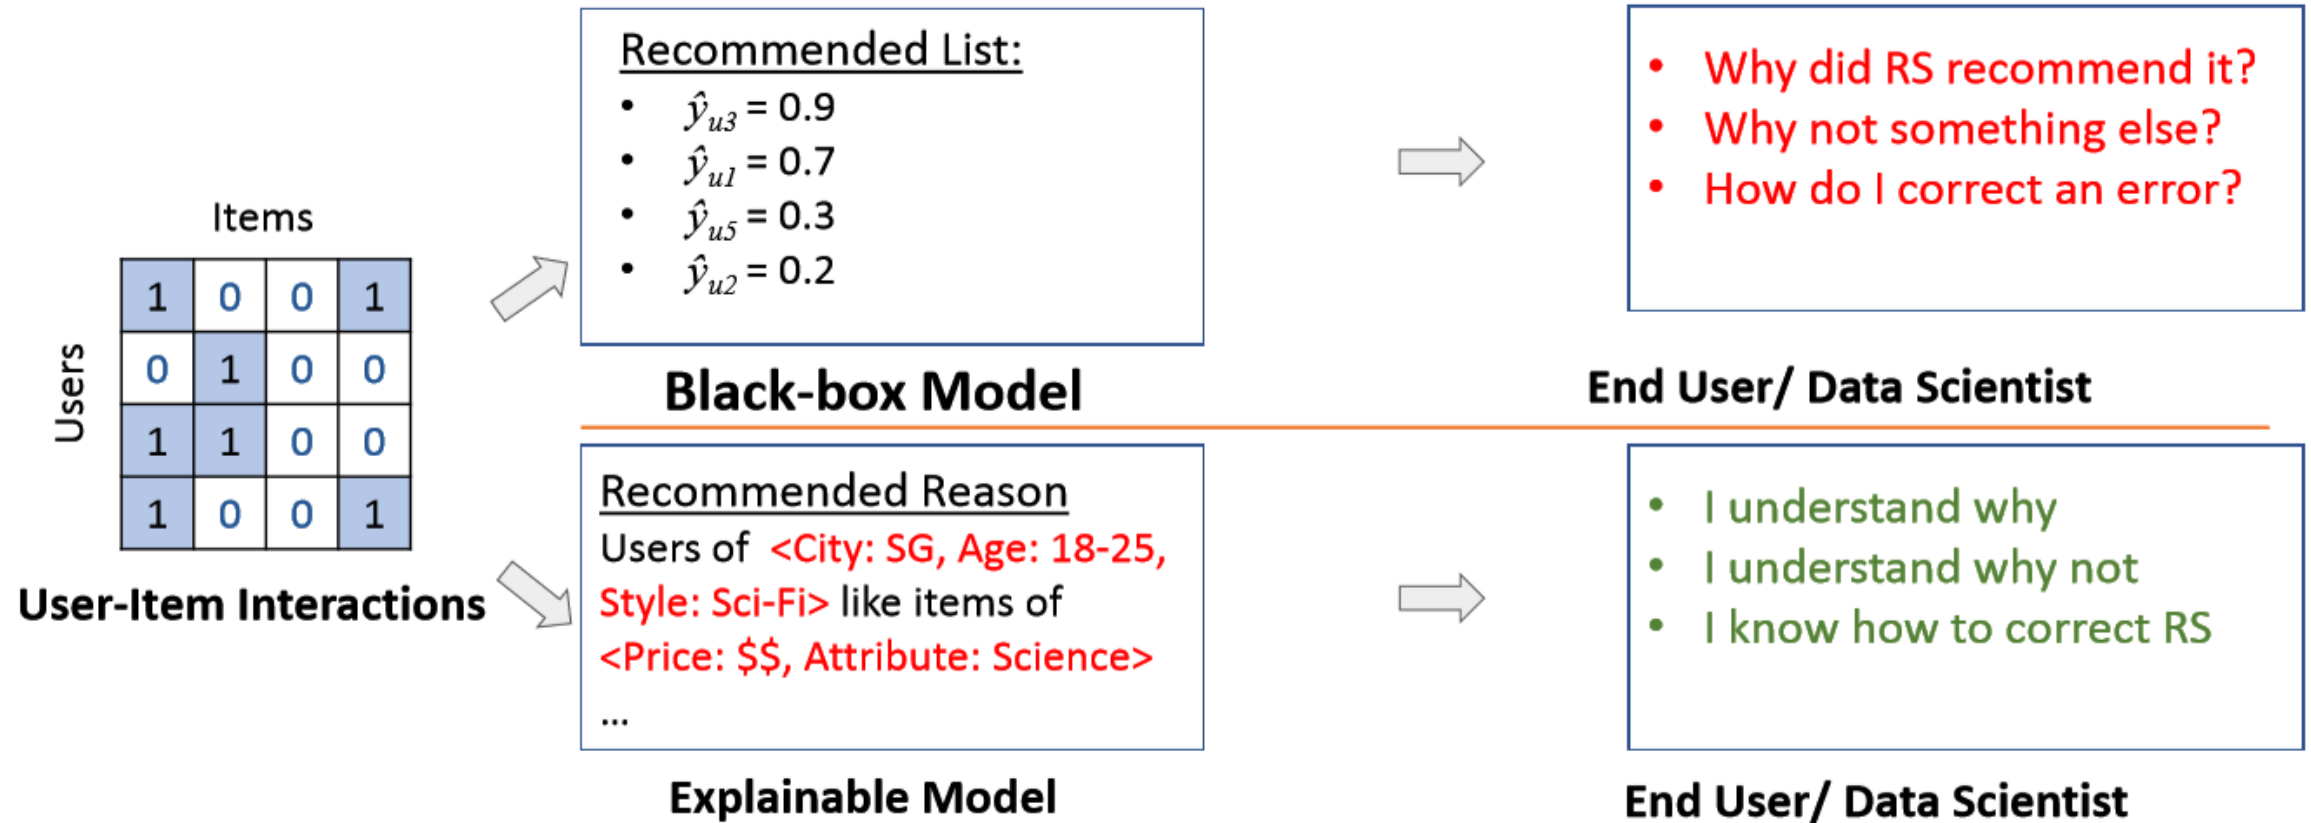 Items
Users
1 0 0 1
0 1 0 0
1 1 0 0
1 0 0 1
User-Item Interactions
Recommended List:
• ŷu3 = 0.9
• ŷu1 = 0.7
• ŷu5 = 0.3
• ŷu2 = 0.2
Black-box Model
• Why did RS recommend it?
• Why not something else?
• How do I correct an error?
End User/ Data Scientist
Recommended Reason
Users of <City: SG, Age: 18-25,
Style: Sci-Fi> like items of
<Price: $$, Attribute: Science>
...
Explainable Model
• I understand why
• I understand why not
• I know how to correct RS
End User/ Data Scientist